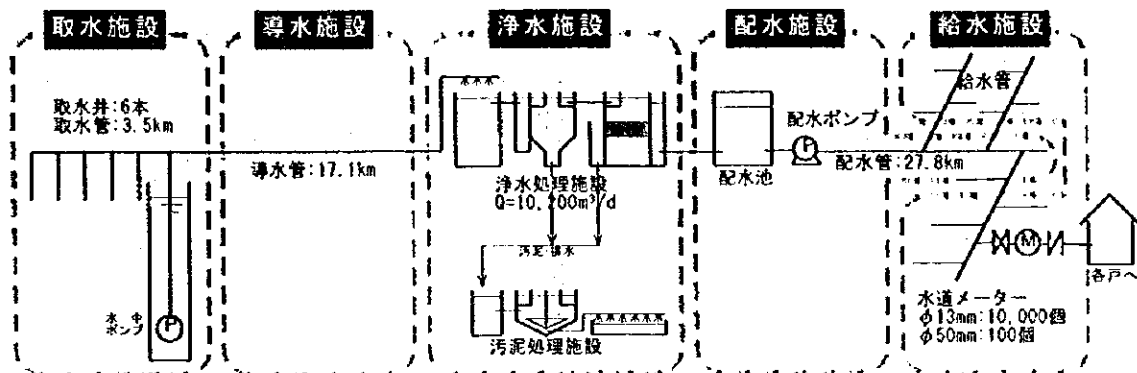 取水施設
導水施設
浄水施設
配水施設
給水施設
取水井:6本
取水管:3.5km
水中
ポンプ
P
導水管:17.1km
浄水処理施設
Q=10,200m³/d
汚泥・排水
汚泥処理施設
配水池
配水ポンプ
P
配水管:27.8km
給水管
M
各戸へ
水道メーター
φ13mm:10,000個
φ50mm:100個